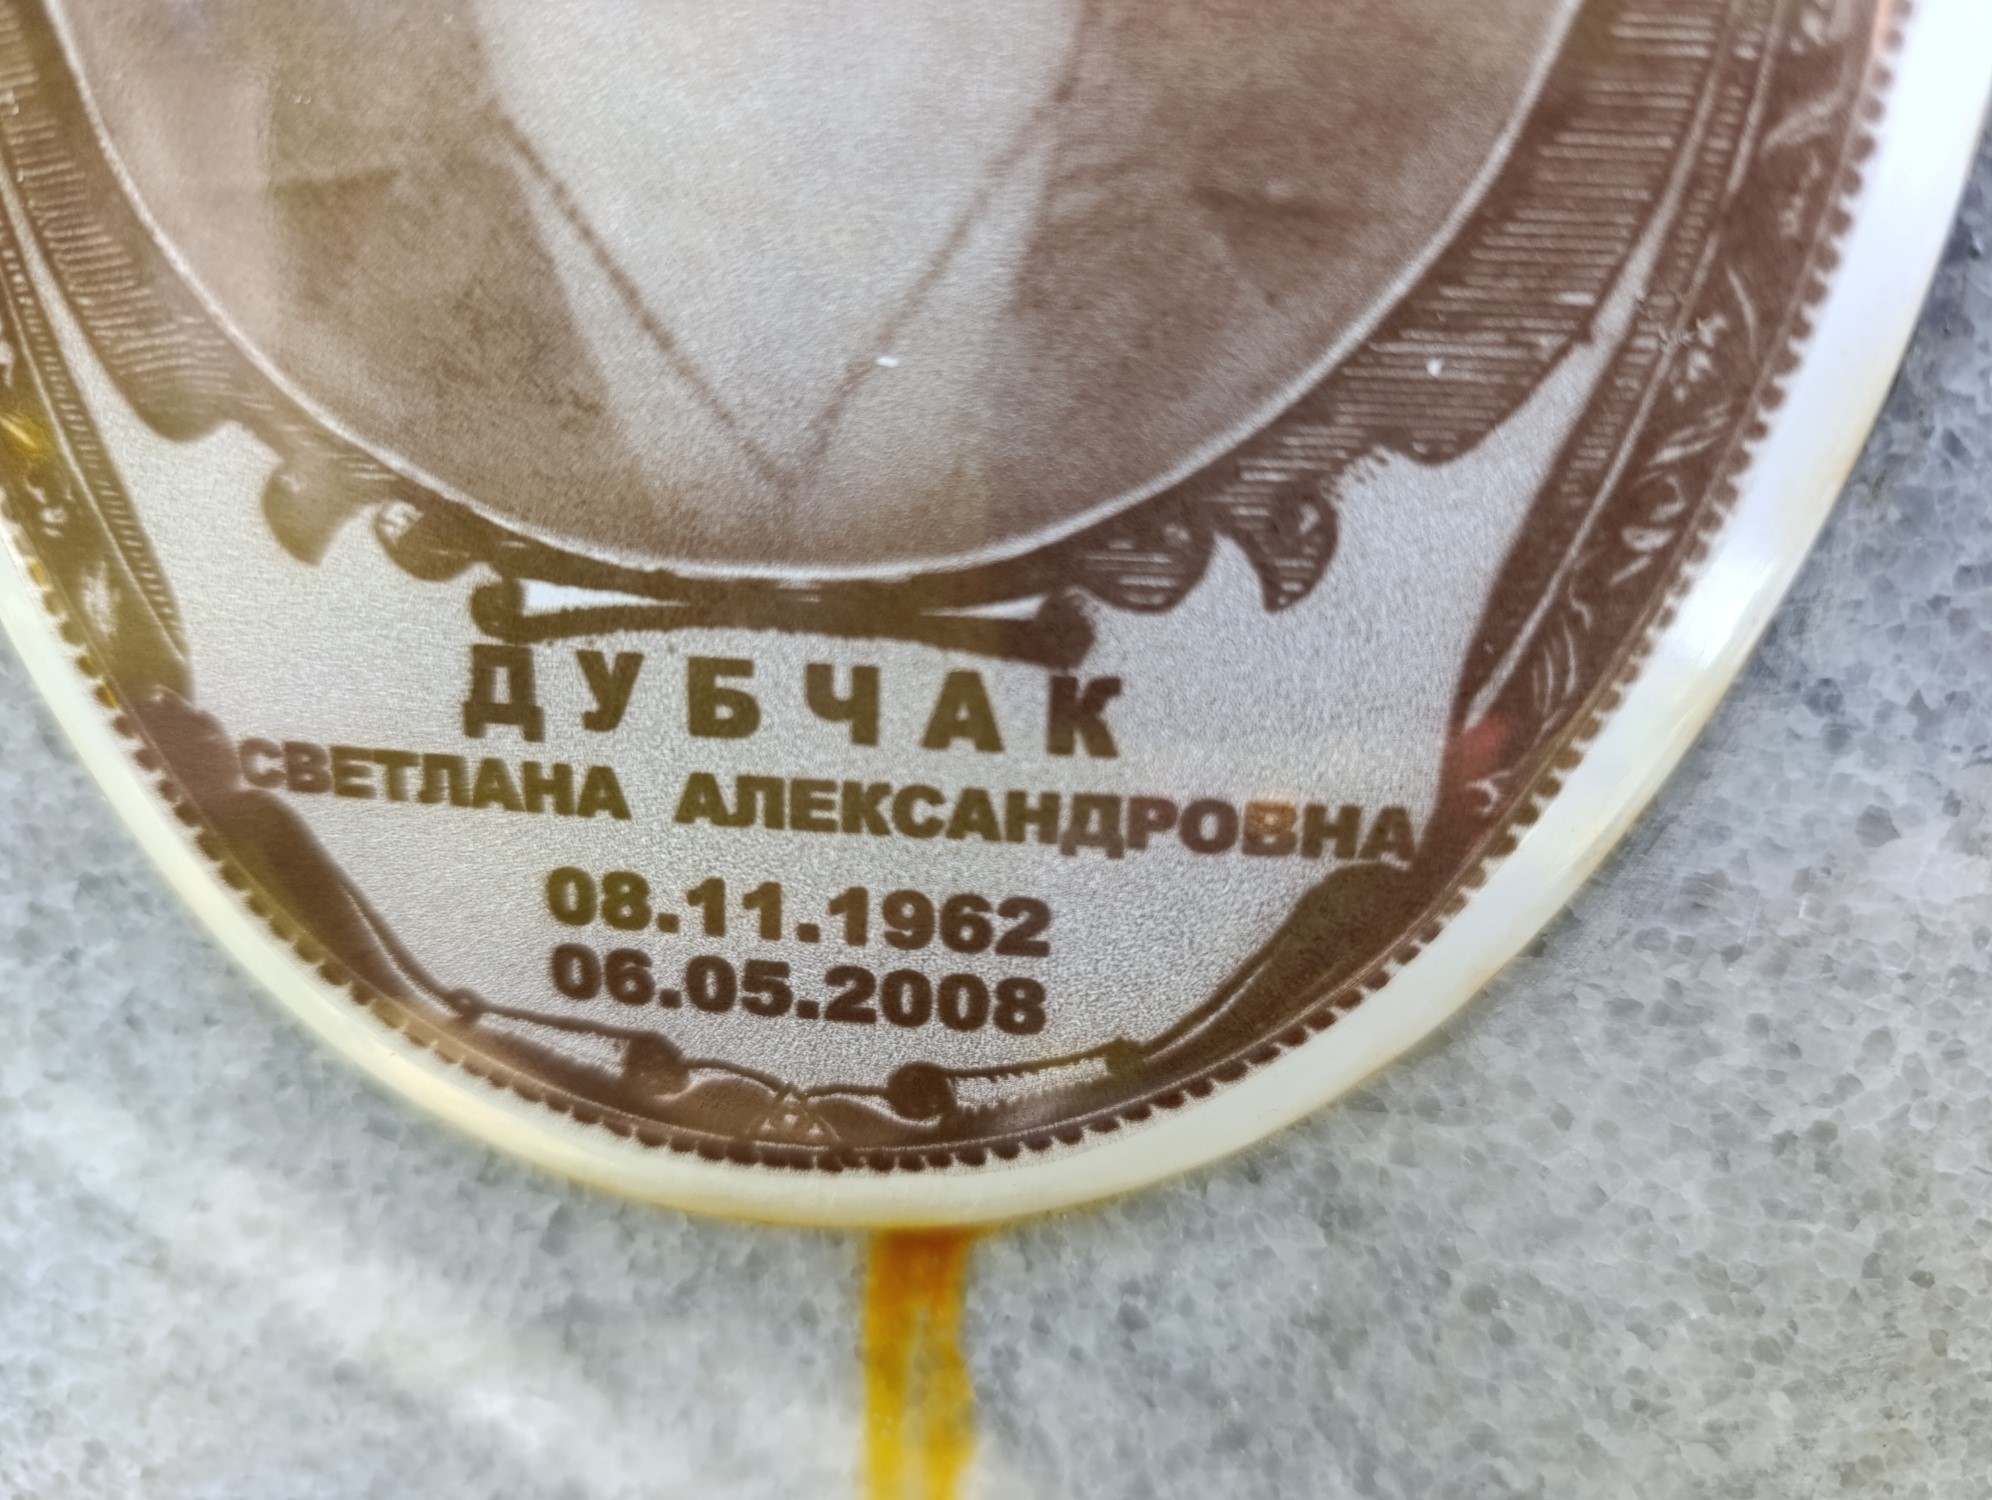 ДУБЧАК
СВЕТЛАНА АЛЕКСАНДРОВНА
08.11.1962
06.05.2008